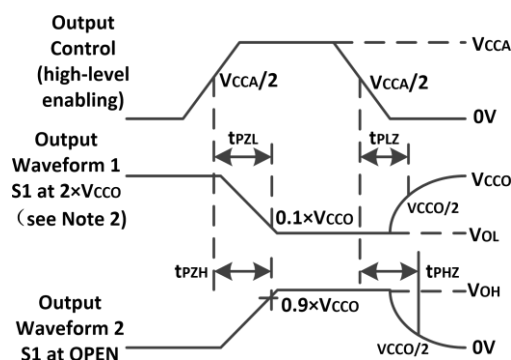 Output
Control
(high-level
enabling)
VCCA/2
VCCA/2
VCCA
0V
tPZL
tPLZ
Output
Waveform 1
S1 at 2×VCCO
（see Note 2)
0.1×VCCO
VCCO/2
VCCO
VOL
tPZH
tPHZ
Output
Waveform 2
S1 at OPEN
0.9×VCCO
VCCO/2
VOH
0V